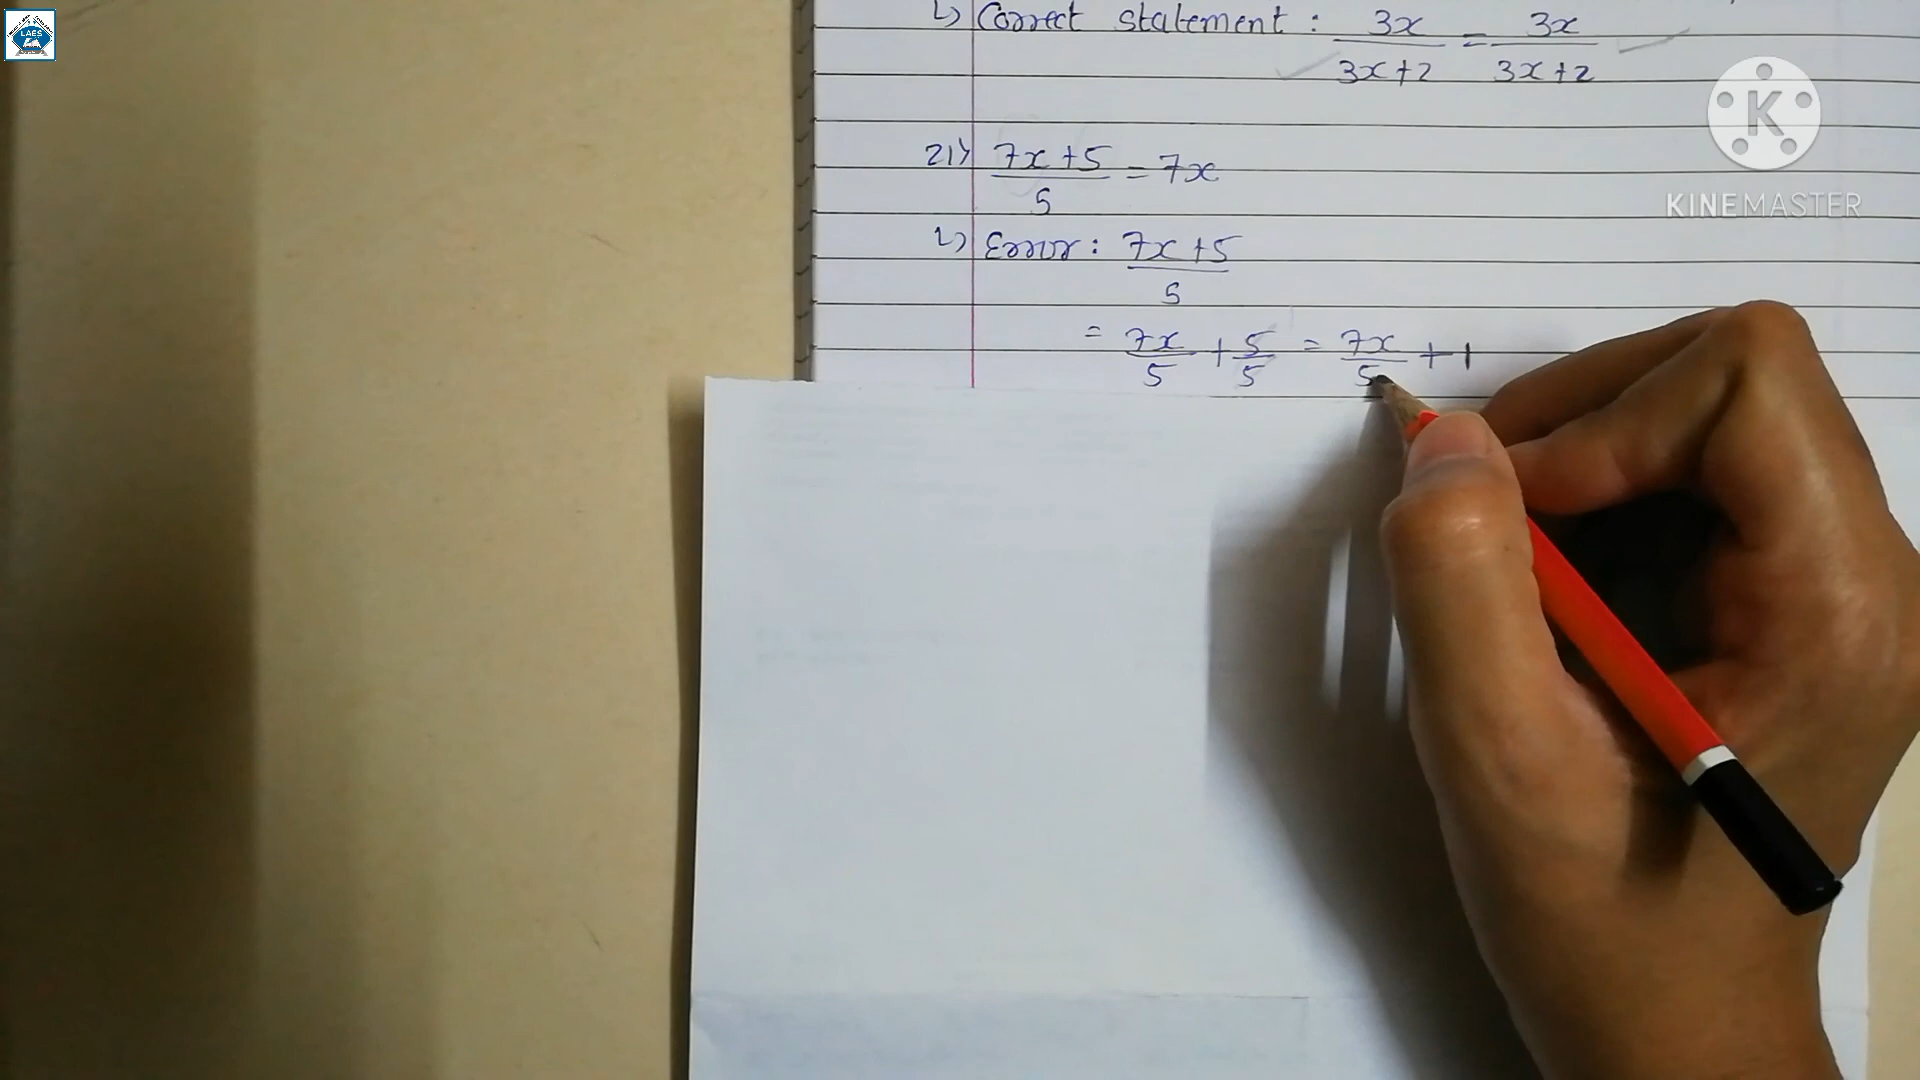 LAES
↳ Correct statement : 3x/3x+2 = 3x/3x+2
K
KINEMASTER
21) 7x+5/5 = 7x
↳ Error: 7x+5/5
= 7x/5 + 5/5 = 7x/5 + 1